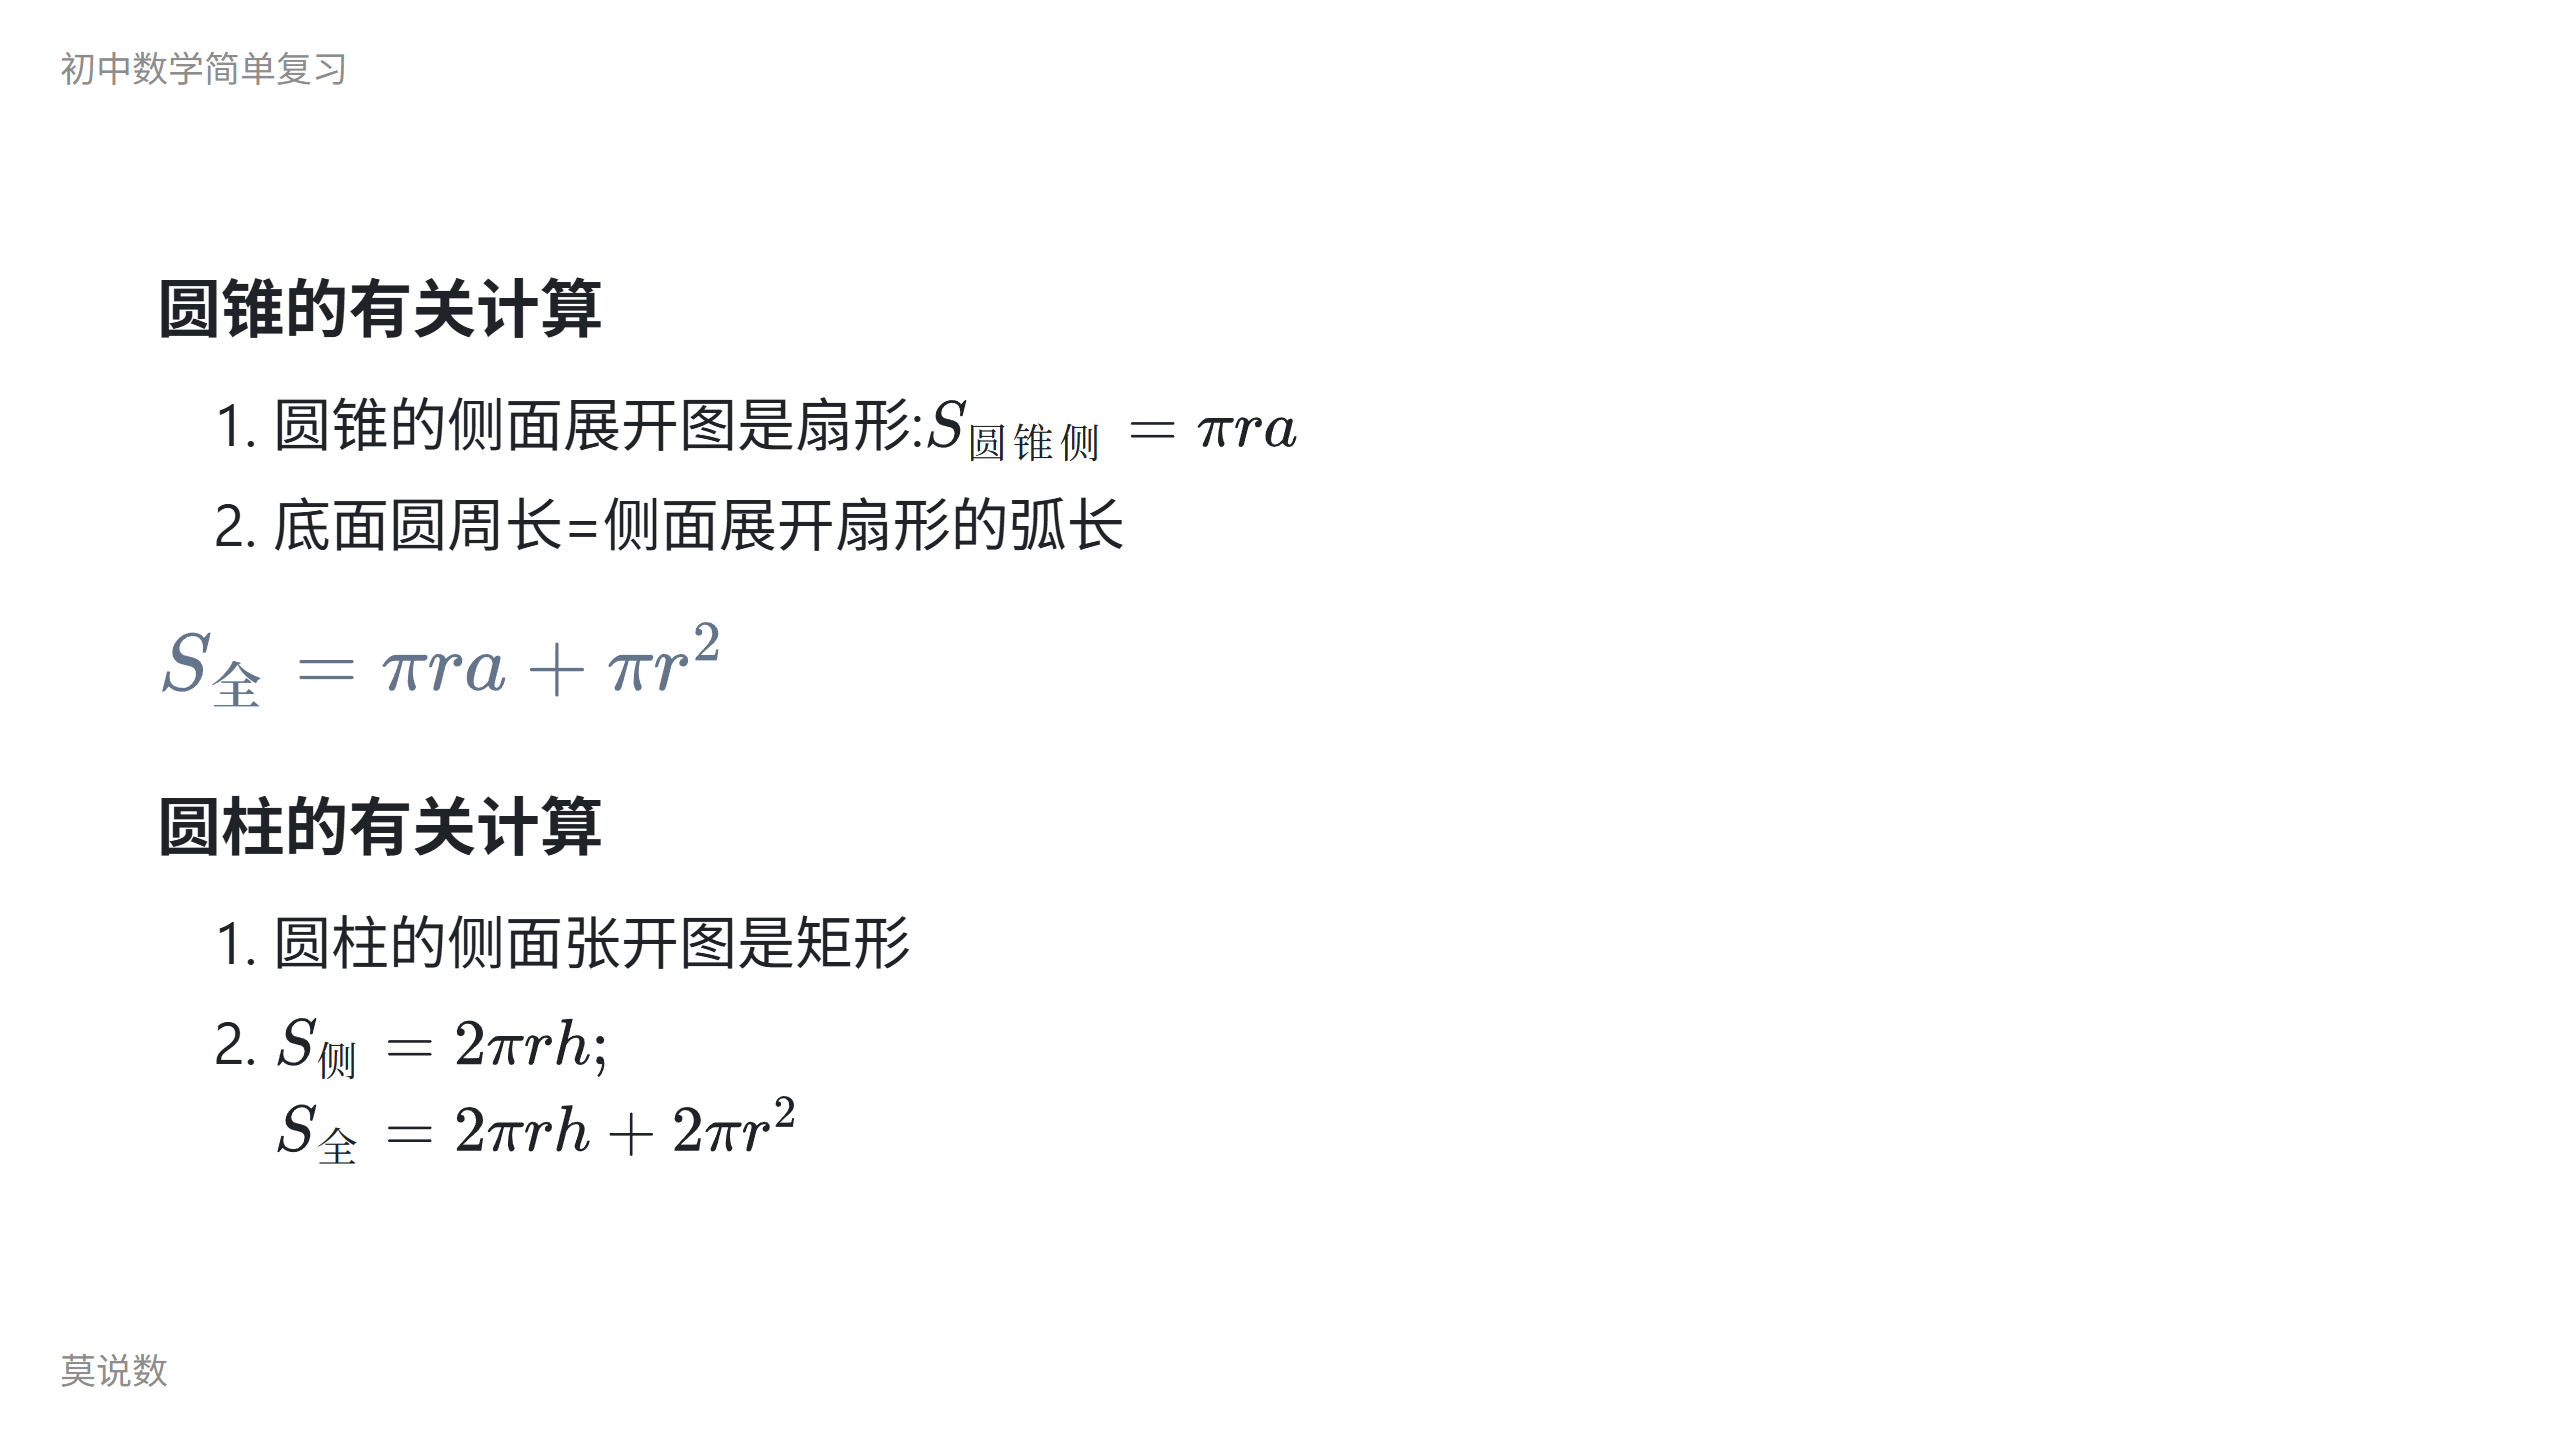 初中数学简单复习
圆锥的有关计算
1. 圆锥的侧面展开图是扇形:S圆锥侧 = πra
2. 底面圆周长=侧面展开扇形的弧长
S全 = πra + πr²
圆柱的有关计算
1. 圆柱的侧面张开图是矩形
2. S侧 = 2πrh;
S全 = 2πrh + 2πr²
莫说数